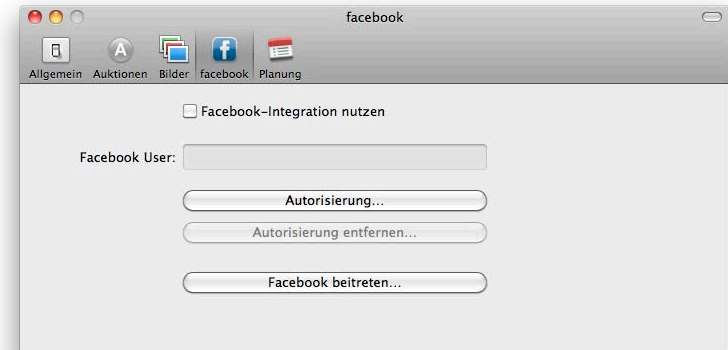 facebook
Allgemein Auktionen Bilder facebook Planung
Facebook-Integration nutzen
Facebook User:
Autorisierung...
Autorisierung entfernen...
Facebook beitreten...